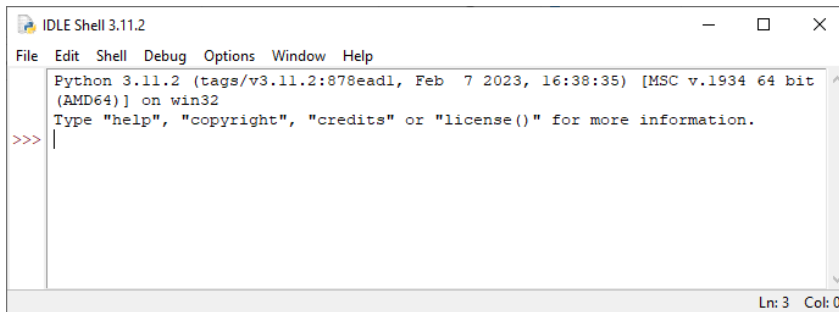 IDLE Shell 3.11.2
File Edit Shell Debug Options Window Help
Python 3.11.2 (tags/v3.11.2:878ead1, Feb  7 2023, 16:38:35) [MSC v.1934 64 bit
(AMD64)] on win32
Type "help", "copyright", "credits" or "license()" for more information.
>>>
Ln: 3 Col: 0